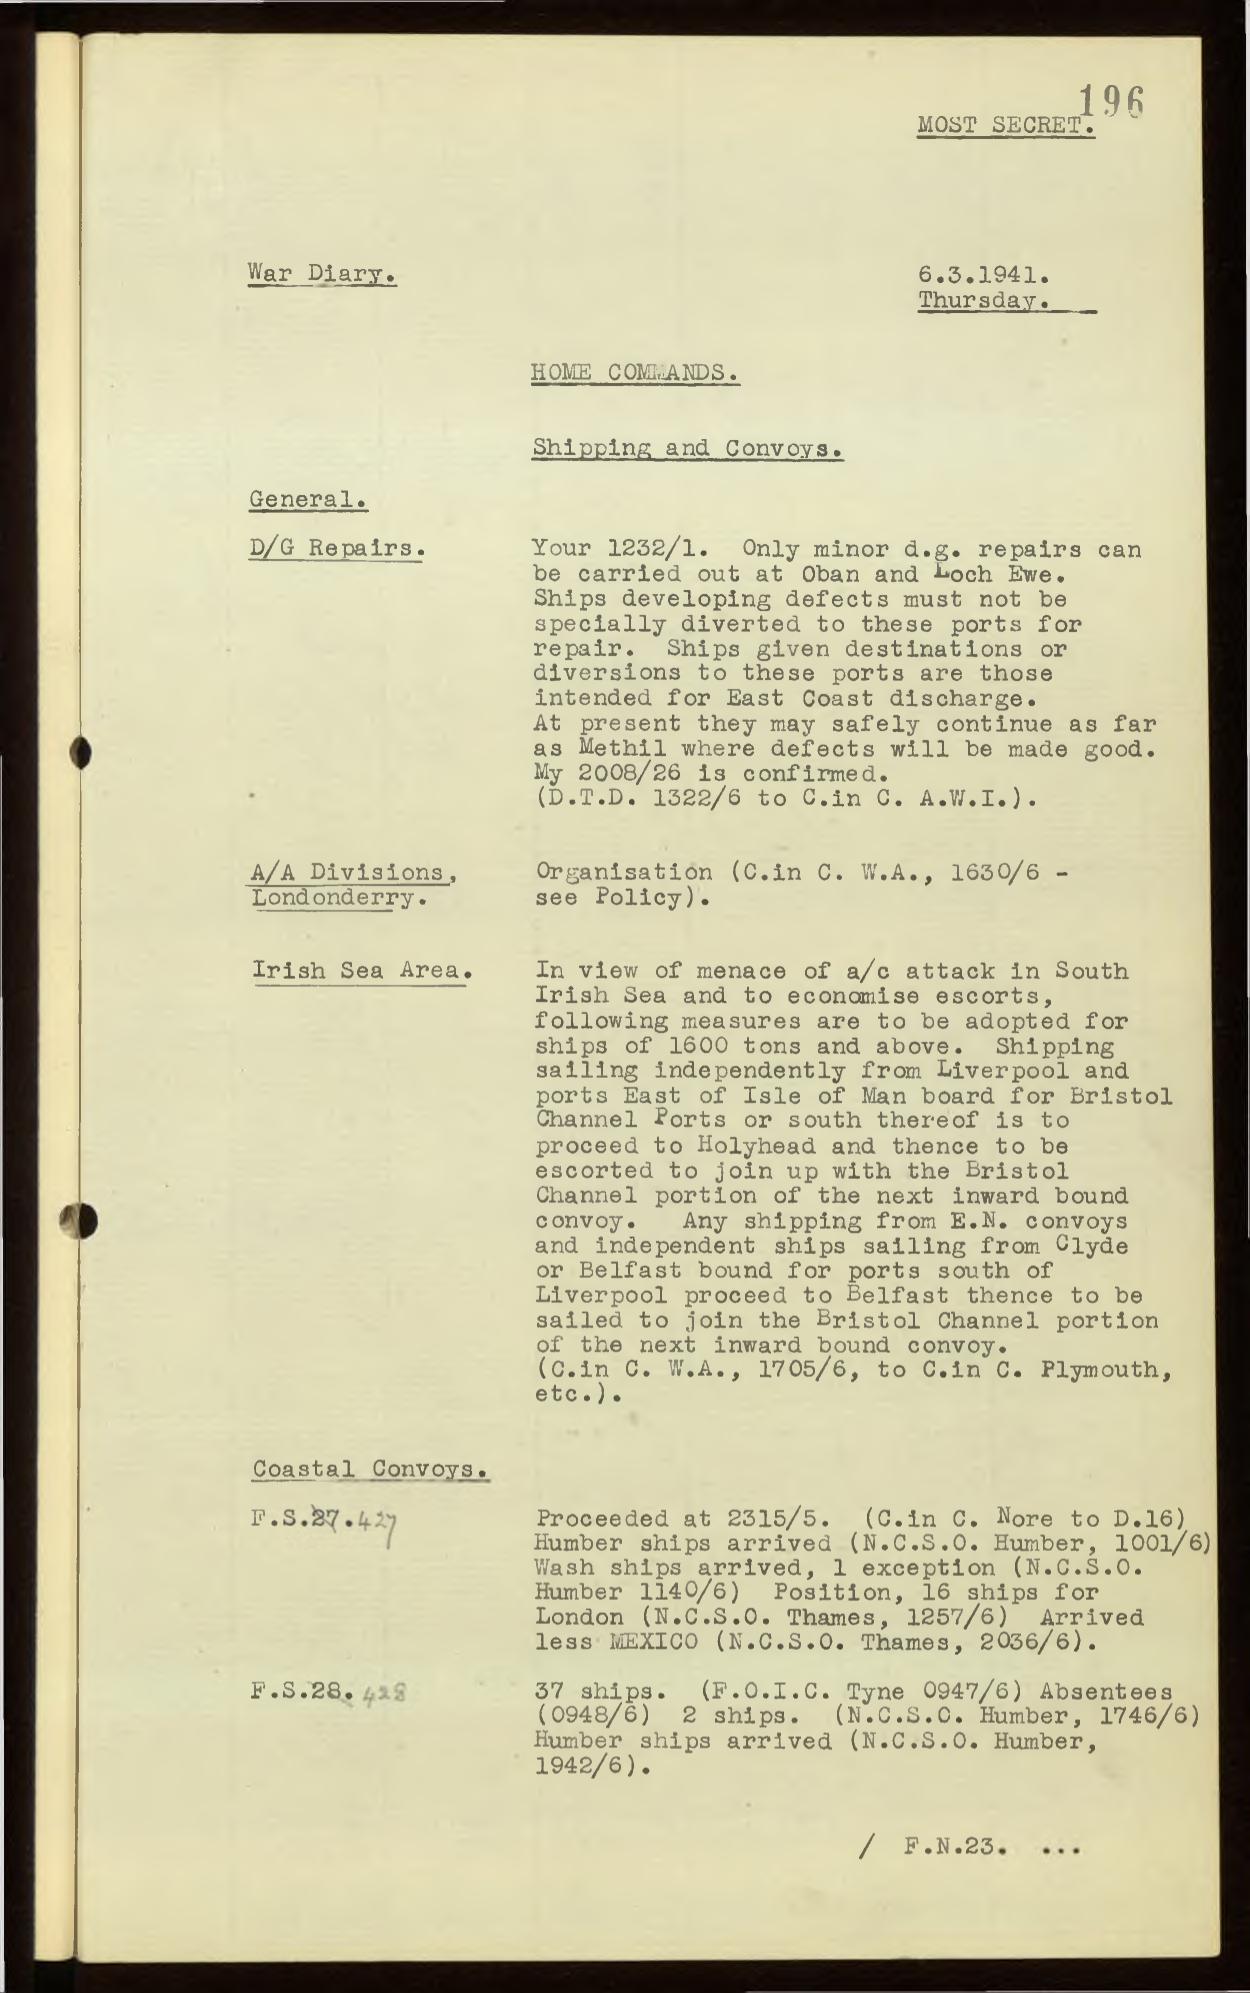 196
MOST SECRET.
War Diary.
6.3.1941.
Thursday.
HOME COMMANDS.
Shipping and Convoys.
General.
D/G Repairs.
Your 1232/1. Only minor d.g. repairs can
be carried out at Oban and Loch Ewe.
Ships developing defects must not be
specially diverted to these ports for
repair. Ships given destinations or
diversions to these ports are those
intended for East Coast discharge.
At present they may safely continue as far
as Methil where defects will be made good.
My 2008/26 is confirmed.
(D.T.D. 1322/6 to C.in C. A.W.I.).
A/A Divisions,
Londonderry.
Organisation (C.in C. W.A., 1630/6 -
see Policy).
Irish Sea Area.
In view of menace of a/c attack in South
Irish Sea and to economise escorts,
following measures are to be adopted for
ships of 1600 tons and above. Shipping
sailing independently from Liverpool and
ports East of Isle of Man board for Bristol
Channel Ports or south thereof is to
proceed to Holyhead and thence to be
escorted to join up with the Bristol
Channel portion of the next inward bound
convoy. Any shipping from E.N. convoys
and independent ships sailing from Clyde
or Belfast bound for ports south of
Liverpool proceed to Belfast thence to be
sailed to join the Bristol Channel portion
of the next inward bound convoy.
(C.in C. W.A., 1705/6, to C.in C. Plymouth,
etc.).
Coastal Convoys.
F.S.27. 427
Proceeded at 2315/5. (C.in C. Nore to D.16)
Humber ships arrived (N.C.S.O. Humber, 1001/6)
Wash ships arrived, 1 exception (N.C.S.O.
Humber 1140/6) Position, 16 ships for
London (N.C.S.O. Thames, 1257/6) Arrived
less MEXICO (N.C.S.O. Thames, 2036/6).
F.S.28. 428
37 ships. (F.O.I.C. Tyne 0947/6) Absentees
(0948/6) 2 ships. (N.C.S.O. Humber, 1746/6)
Humber ships arrived (N.C.S.O. Humber,
1942/6).
/ F.N.23. ...